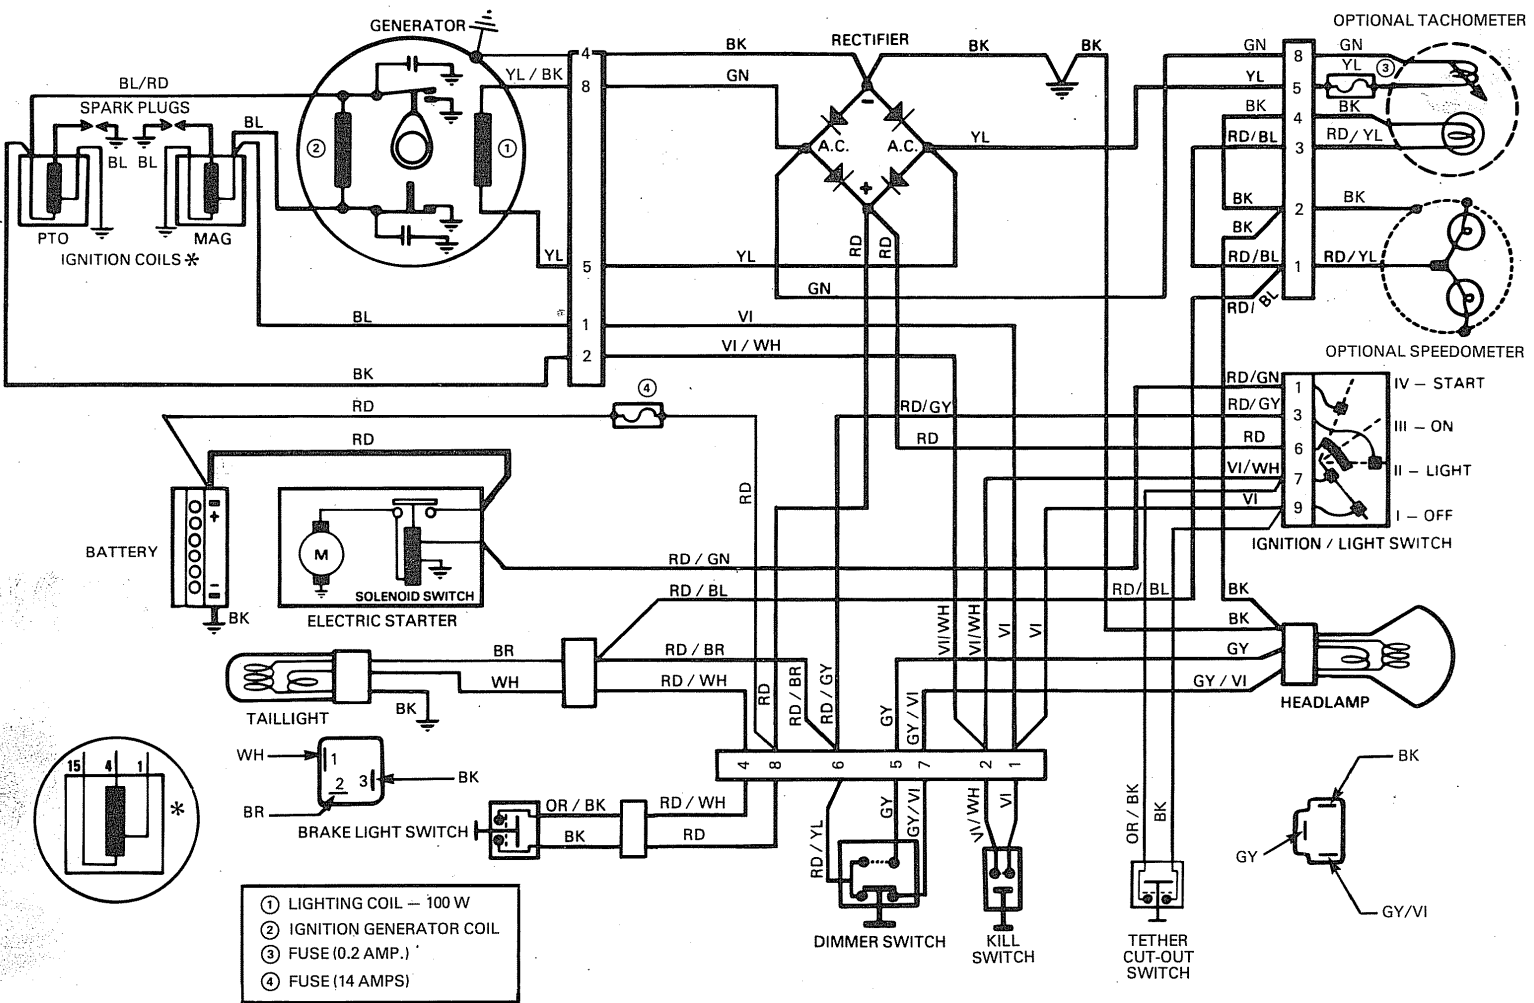 OPTIONAL TACHOMETER
GENERATOR
4
BK
RECTIFIER
BK
BK
GN
8
GN
YL
3
YL / BK
8
GN
YL
5
BL/RD
SPARK PLUGS
BL
BL
BL
2
1
-
A.C.
A.C.
+
YL
BK
4
BK
RD/BL
3
RD/YL
PTO
MAG
IGNITION COILS *
BK
2
BK
BK
YL
5
YL
RD
RD
RD/BL
1
RD/YL
GN
RD/BL
BL
1
VI
2
VI / WH
OPTIONAL SPEEDOMETER
BK
4
RD
RD/GY
RD/GN
1
IV – START
RD/GY
3
III – ON
RD
RD
RD
6
VI/WH
7
II – LIGHT
VI
9
I – OFF
IGNITION / LIGHT SWITCH
RD
+
–
BATTERY
BK
M
SOLENOID SWITCH
ELECTRIC STARTER
RD / GN
RD / BL
RD/BL
BK
BK
VI/WH
VI/WH
VI
VI
BR
RD / BR
GY
WH
RD / WH
GY / VI
HEADLAMP
BK
TAILLIGHT
RD
RD / BR
RD / GY
GY
GY / VI
4
8
6
5
7
2
1
15
4
1
*
WH
1
2
3
BK
BR
BRAKE LIGHT SWITCH
OR / BK
RD / WH
BK
RD
RD / YL
GY
GY/VI
VI/WH
VI
OR / BK
BK
BK
GY
GY/VI
DIMMER SWITCH
KILL
SWITCH
TETHER
CUT-OUT
SWITCH
1 LIGHTING COIL – 100 W
2 IGNITION GENERATOR COIL
3 FUSE (0.2 AMP.)
4 FUSE (14 AMPS)